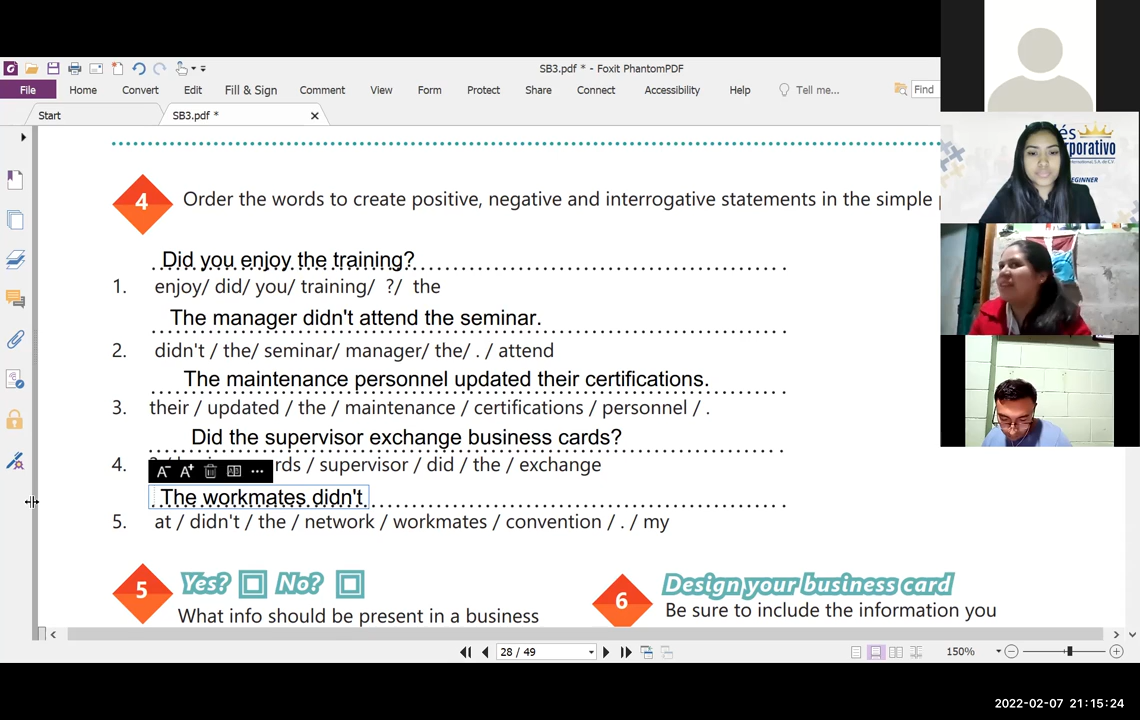 SB3.pdf * - Foxit PhantomPDF
File Home Convert Edit Fill & Sign Comment View Form Protect Share Connect Accessibility Help Tell me... Find
Start SB3.pdf *
4 Order the words to create positive, negative and interrogative statements in the simple
Did you enjoy the training?
1. enjoy/ did/ you/ training/ ?/ the
The manager didn't attend the seminar.
2. didn't / the/ seminar/ manager/ the/ . / attend
The maintenance personnel updated their certifications.
3. their / updated / the / maintenance / certifications / personnel / .
Did the supervisor exchange business cards?
4. rds / supervisor / did / the / exchange
The workmates didn't
5. at / didn't / the / network / workmates / convention / . / my
5 Yes? No?
What info should be present in a business
6 Design your business card
Be sure to include the information you
28 / 49
150%
orporativo
GINNER
2022-02-07 21:15:24